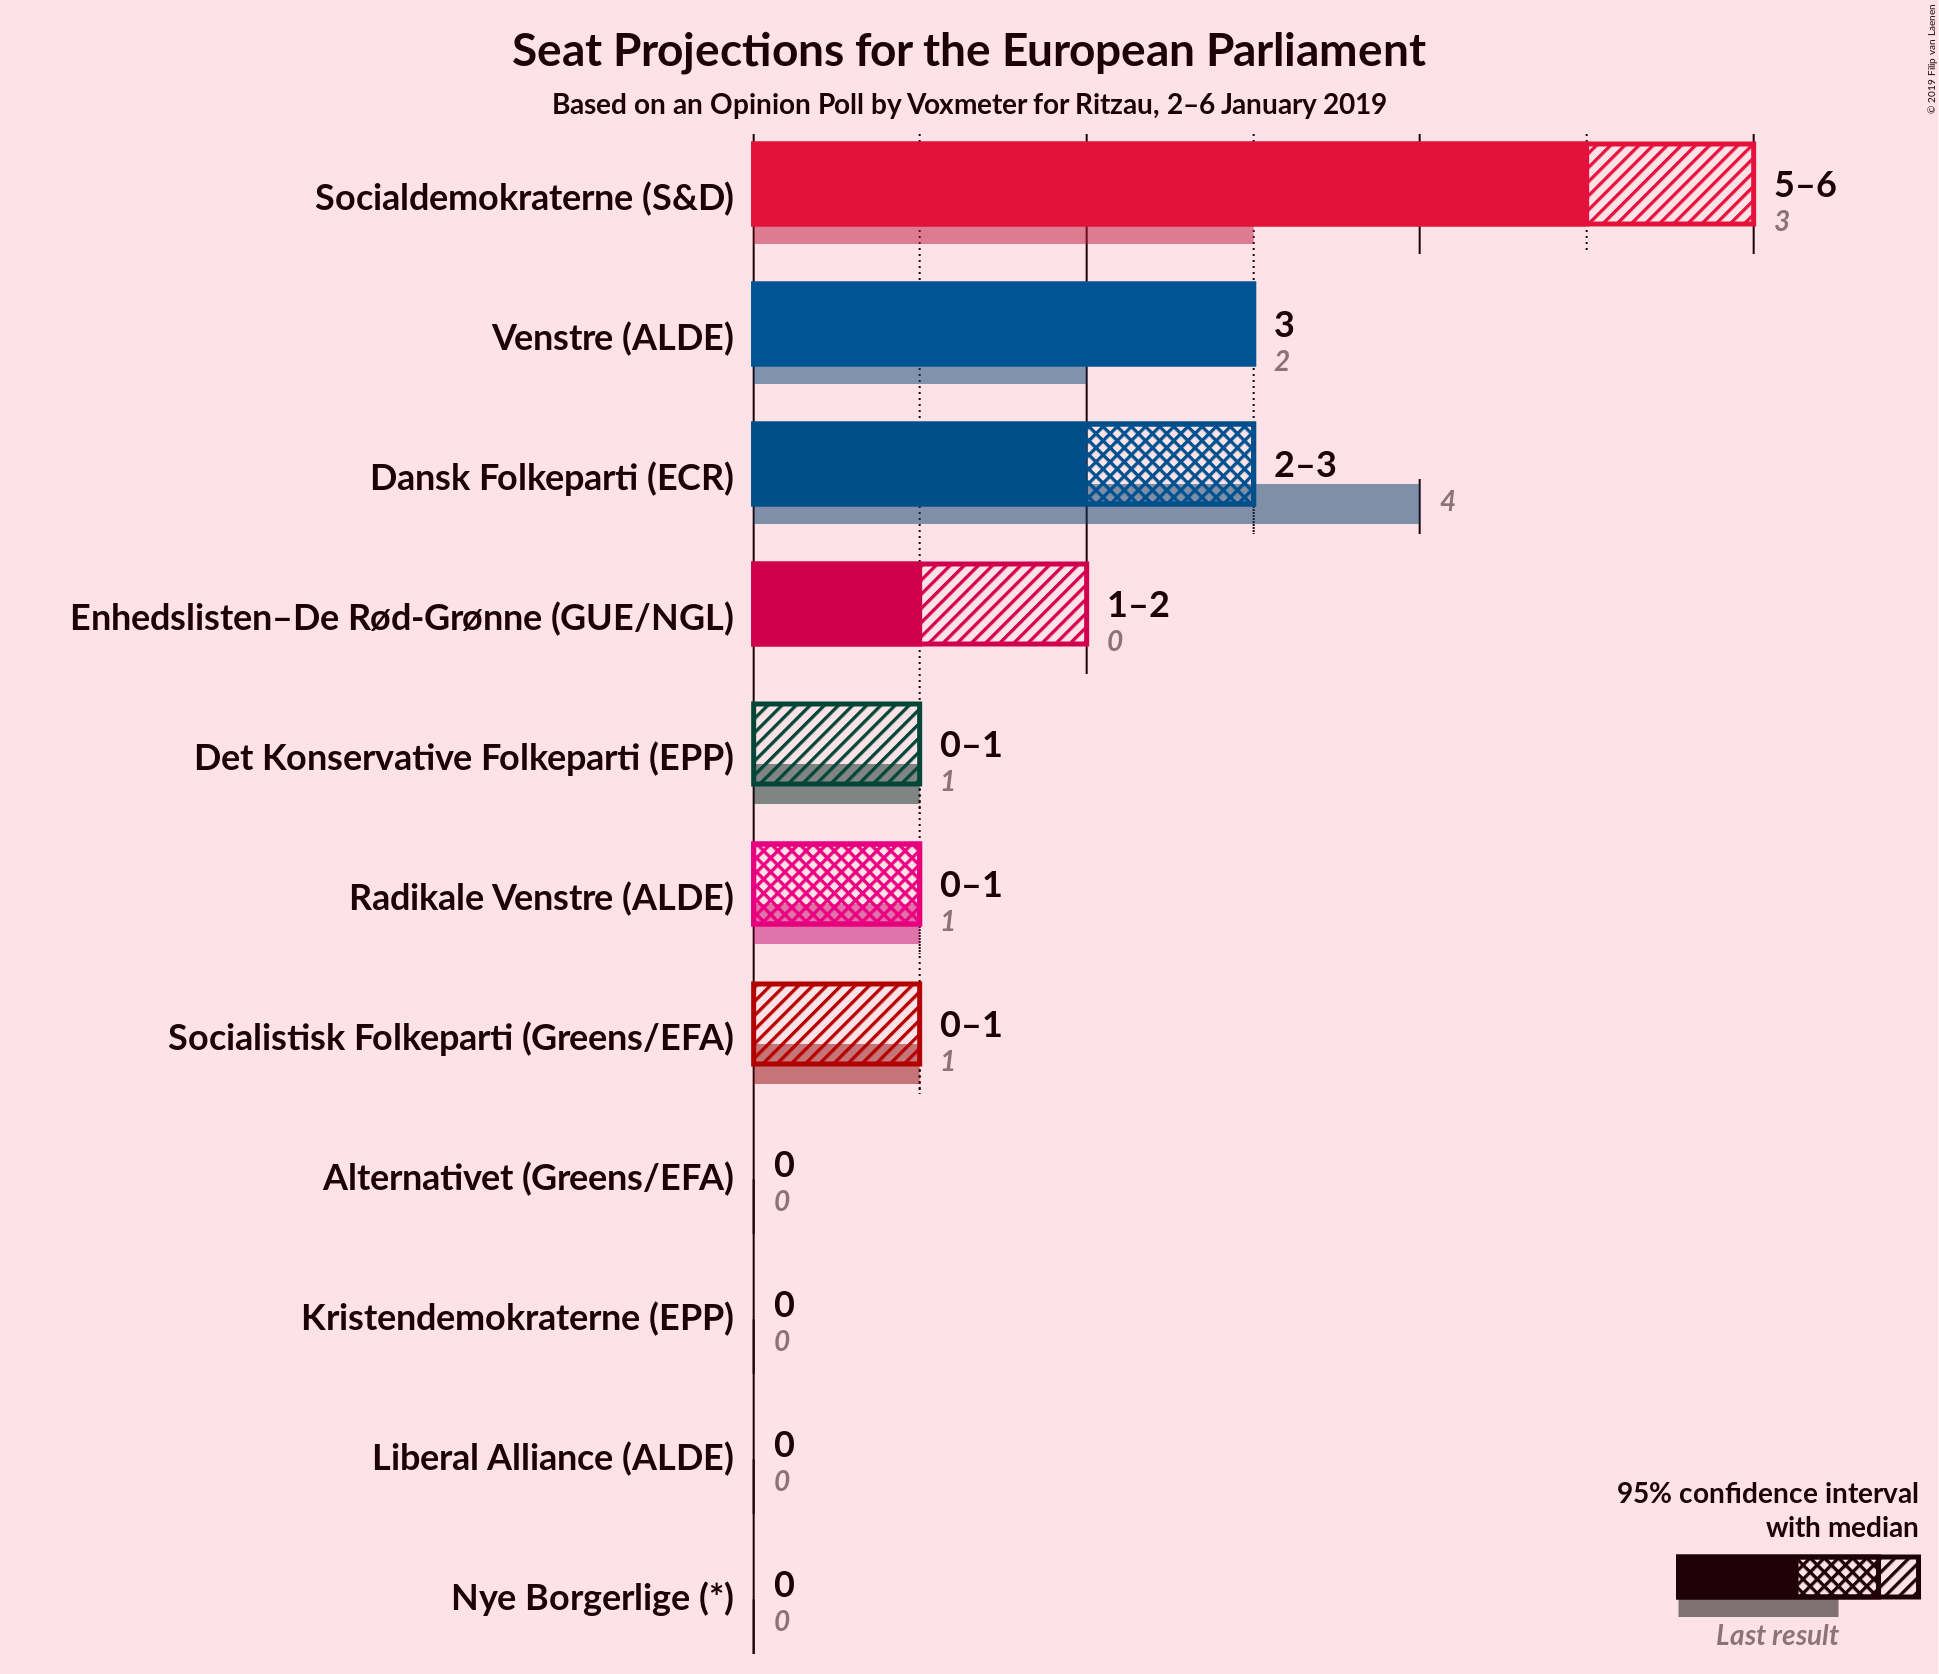 Seat Projections for the European Parliament
Based on an Opinion Poll by Voxmeter for Ritzau, 2–6 January 2019
© 2019 Filip van Laenen
Socialdemokraterne (S&D)
5–6
3
Venstre (ALDE)
3
2
Dansk Folkeparti (ECR)
2–3
4
Enhedslisten–De Rød-Grønne (GUE/NGL)
1–2
0
Det Konservative Folkeparti (EPP)
0–1
1
Radikale Venstre (ALDE)
0–1
1
Socialistisk Folkeparti (Greens/EFA)
0–1
1
Alternativet (Greens/EFA)
0
0
Kristendemokraterne (EPP)
0
0
Liberal Alliance (ALDE)
0
0
Nye Borgerlige (*)
0
0
95% confidence interval
with median
Last result